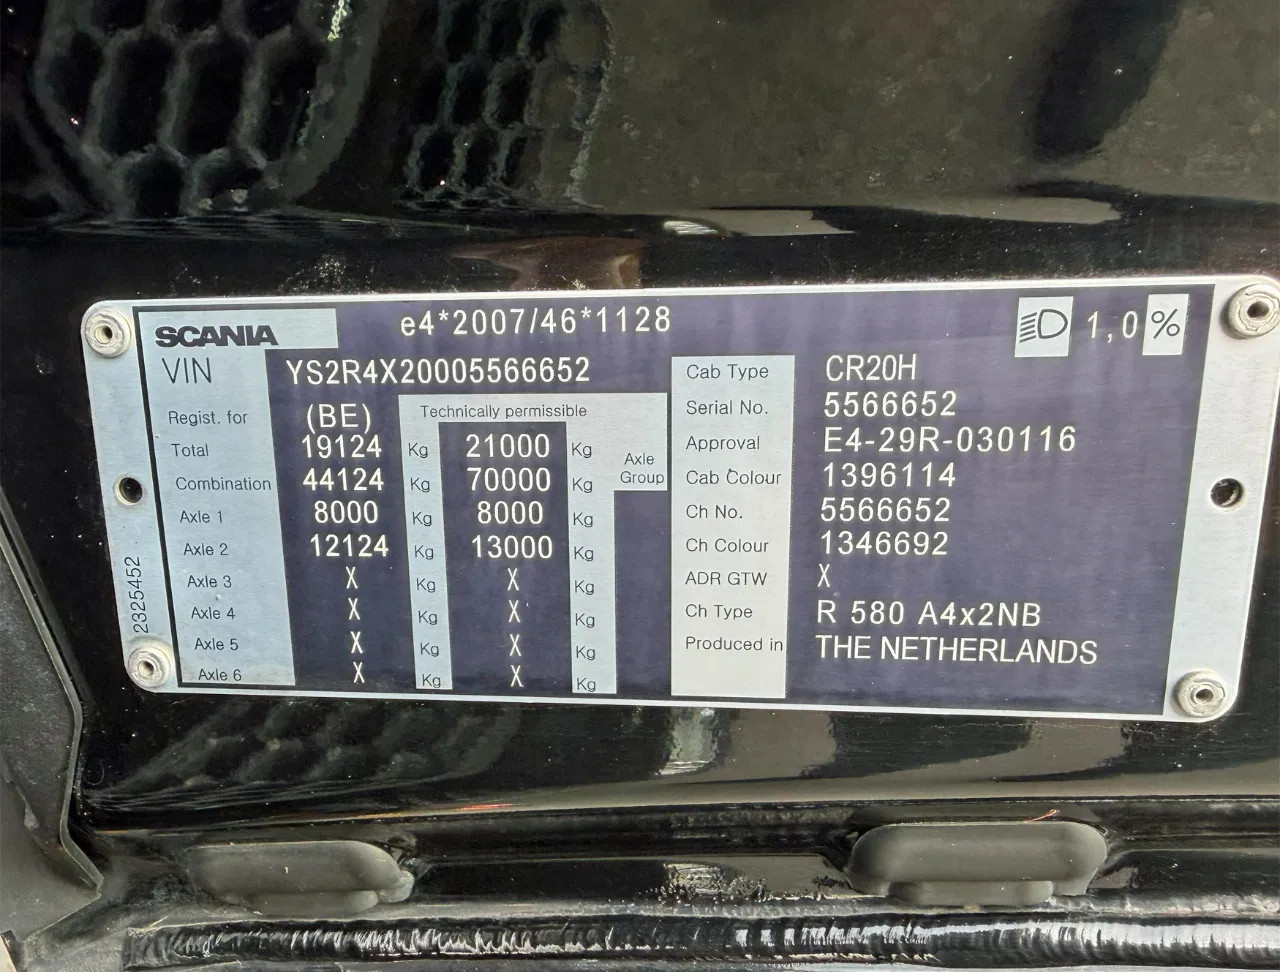 SCANIA e4*2007/46*1128 1,0 %
VIN YS2R4X20005566652
Regist. for (BE) Technically permissible
Total 19124 Kg 21000 Kg
Combination 44124 Kg 70000 Kg Axle Group
Axle 1 8000 Kg 8000 Kg
Axle 2 12124 Kg 13000 Kg
Axle 3 X Kg X Kg
Axle 4 X Kg X Kg
Axle 5 X Kg X Kg
Axle 6 X Kg X Kg
Cab Type CR20H
Serial No. 5566652
Approval E4-29R-030116
Cab Colour 1396114
Ch No. 5566652
Ch Colour 1346692
ADR GTW X
Ch Type R 580 A4x2NB
Produced in THE NETHERLANDS
2325452